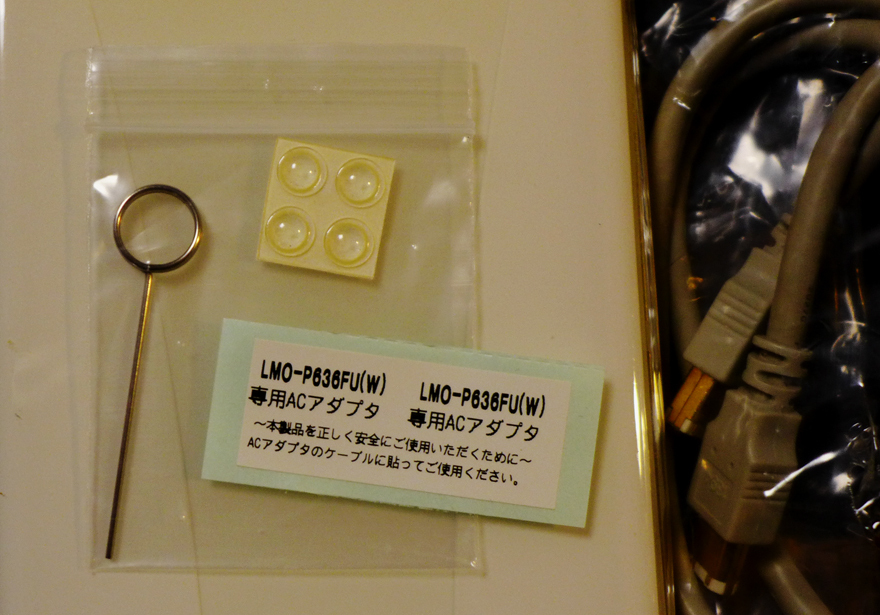 LMO-P636FU(W) LMO-P636FU(W)
専用ACアダプタ 専用ACアダプタ
～本製品を正しく安全にご使用いただくために～
ACアダプタのケーブルに貼ってご使用ください。